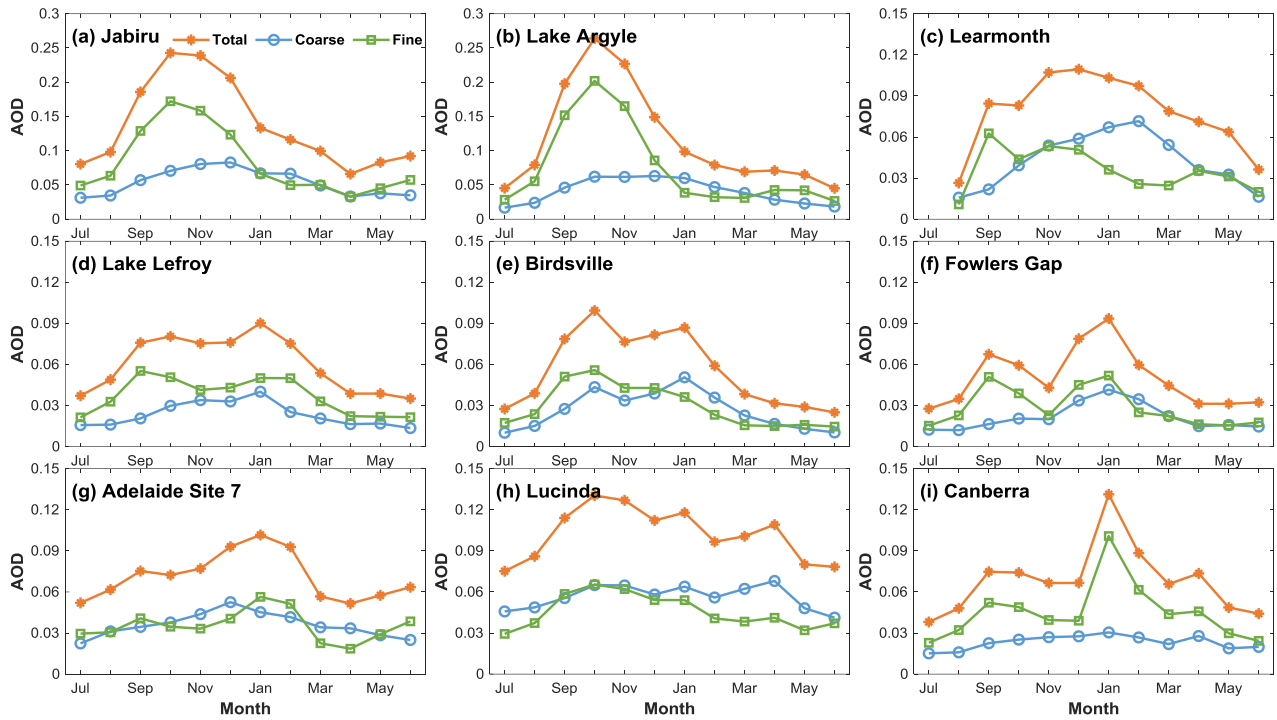 (a) Jabiru
Total Coarse Fine
AOD
0.3
0.25
0.2
0.15
0.1
0.05
0
Jul Sep Nov Jan Mar May
(b) Lake Argyle
AOD
0.3
0.25
0.2
0.15
0.1
0.05
0
Jul Sep Nov Jan Mar May
(c) Learmonth
AOD
0.15
0.12
0.09
0.06
0.03
0
Jul Sep Nov Jan Mar May
(d) Lake Lefroy
AOD
0.15
0.12
0.09
0.06
0.03
0
Jul Sep Nov Jan Mar May
(e) Birdsville
AOD
0.15
0.12
0.09
0.06
0.03
0
Jul Sep Nov Jan Mar May
(f) Fowlers Gap
AOD
0.15
0.12
0.09
0.06
0.03
0
Jul Sep Nov Jan Mar May
(g) Adelaide Site 7
AOD
0.15
0.12
0.09
0.06
0.03
0
Jul Sep Nov Jan Mar May
Month
(h) Lucinda
AOD
0.15
0.12
0.09
0.06
0.03
0
Jul Sep Nov Jan Mar May
Month
(i) Canberra
AOD
0.15
0.12
0.09
0.06
0.03
0
Jul Sep Nov Jan Mar May
Month